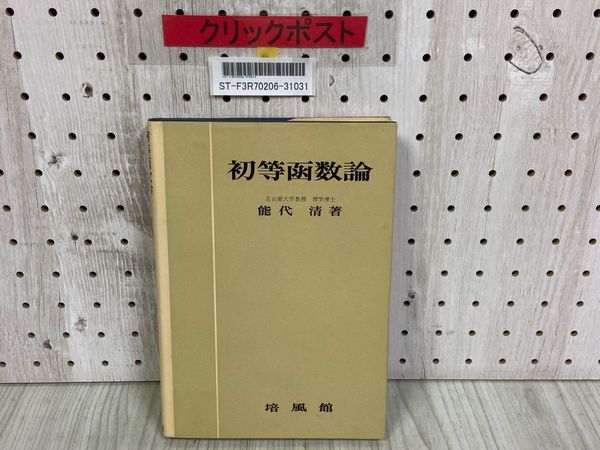 クリックポスト
ST-F3R70206-31031
初等函数論
名古屋大学教授 理学博士
能代 清著
培風館